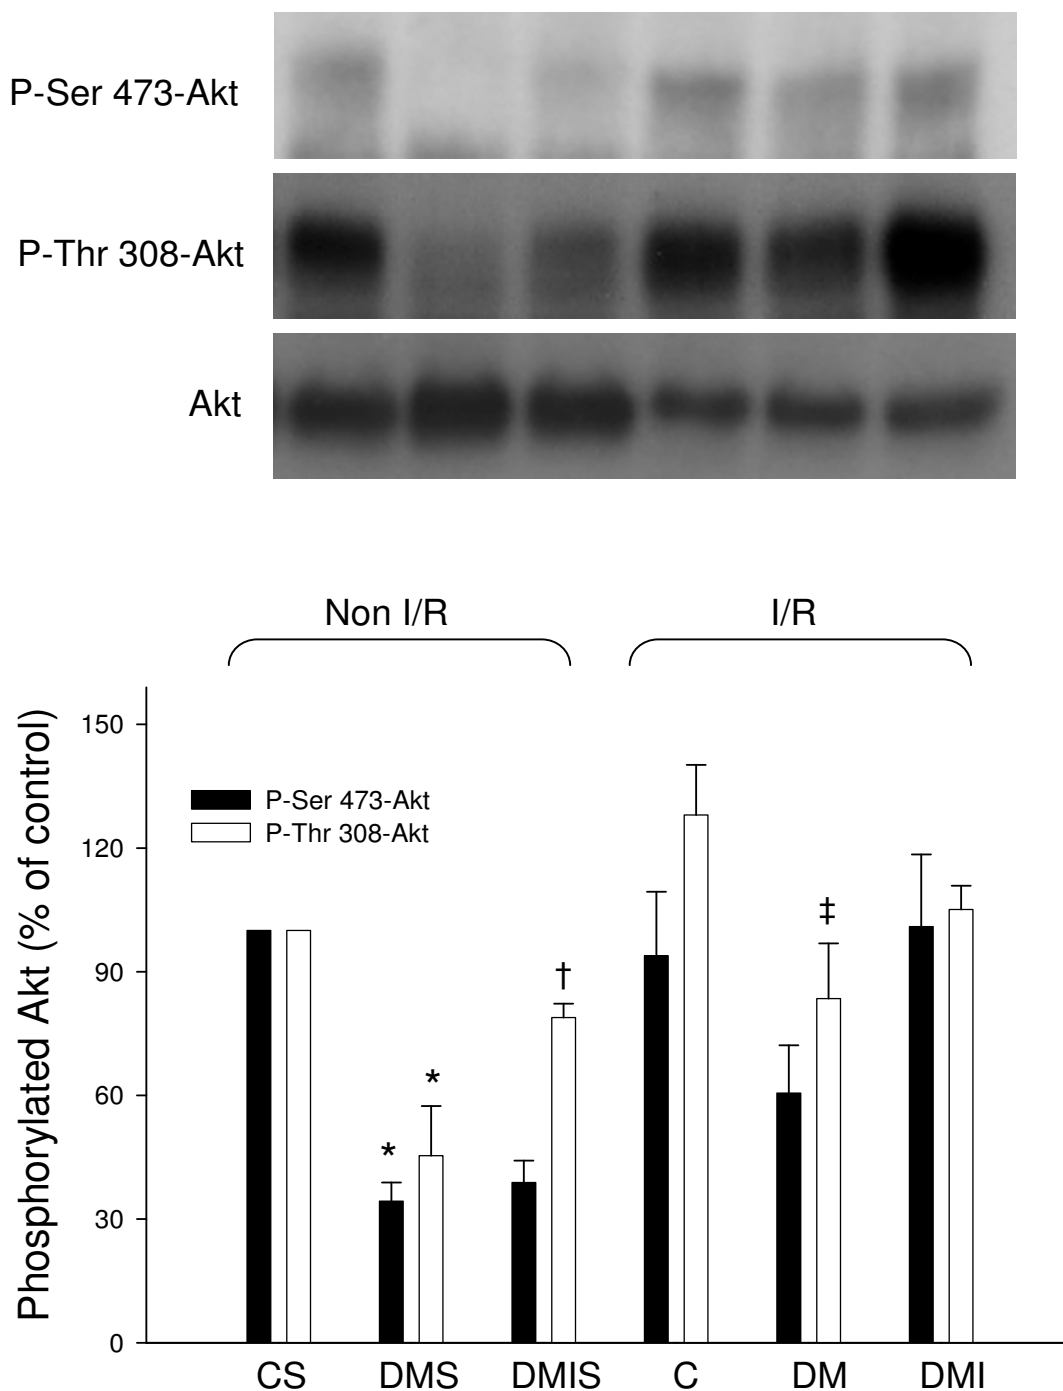 P-Ser 473-Akt
P-Thr 308-Akt
Akt
Non I/R
I/R
Phosphorylated Akt (% of control)
150
120
90
60
30
0
P-Ser 473-Akt
P-Thr 308-Akt
*
*
†
‡
CS DMS DMIS C DM DMI